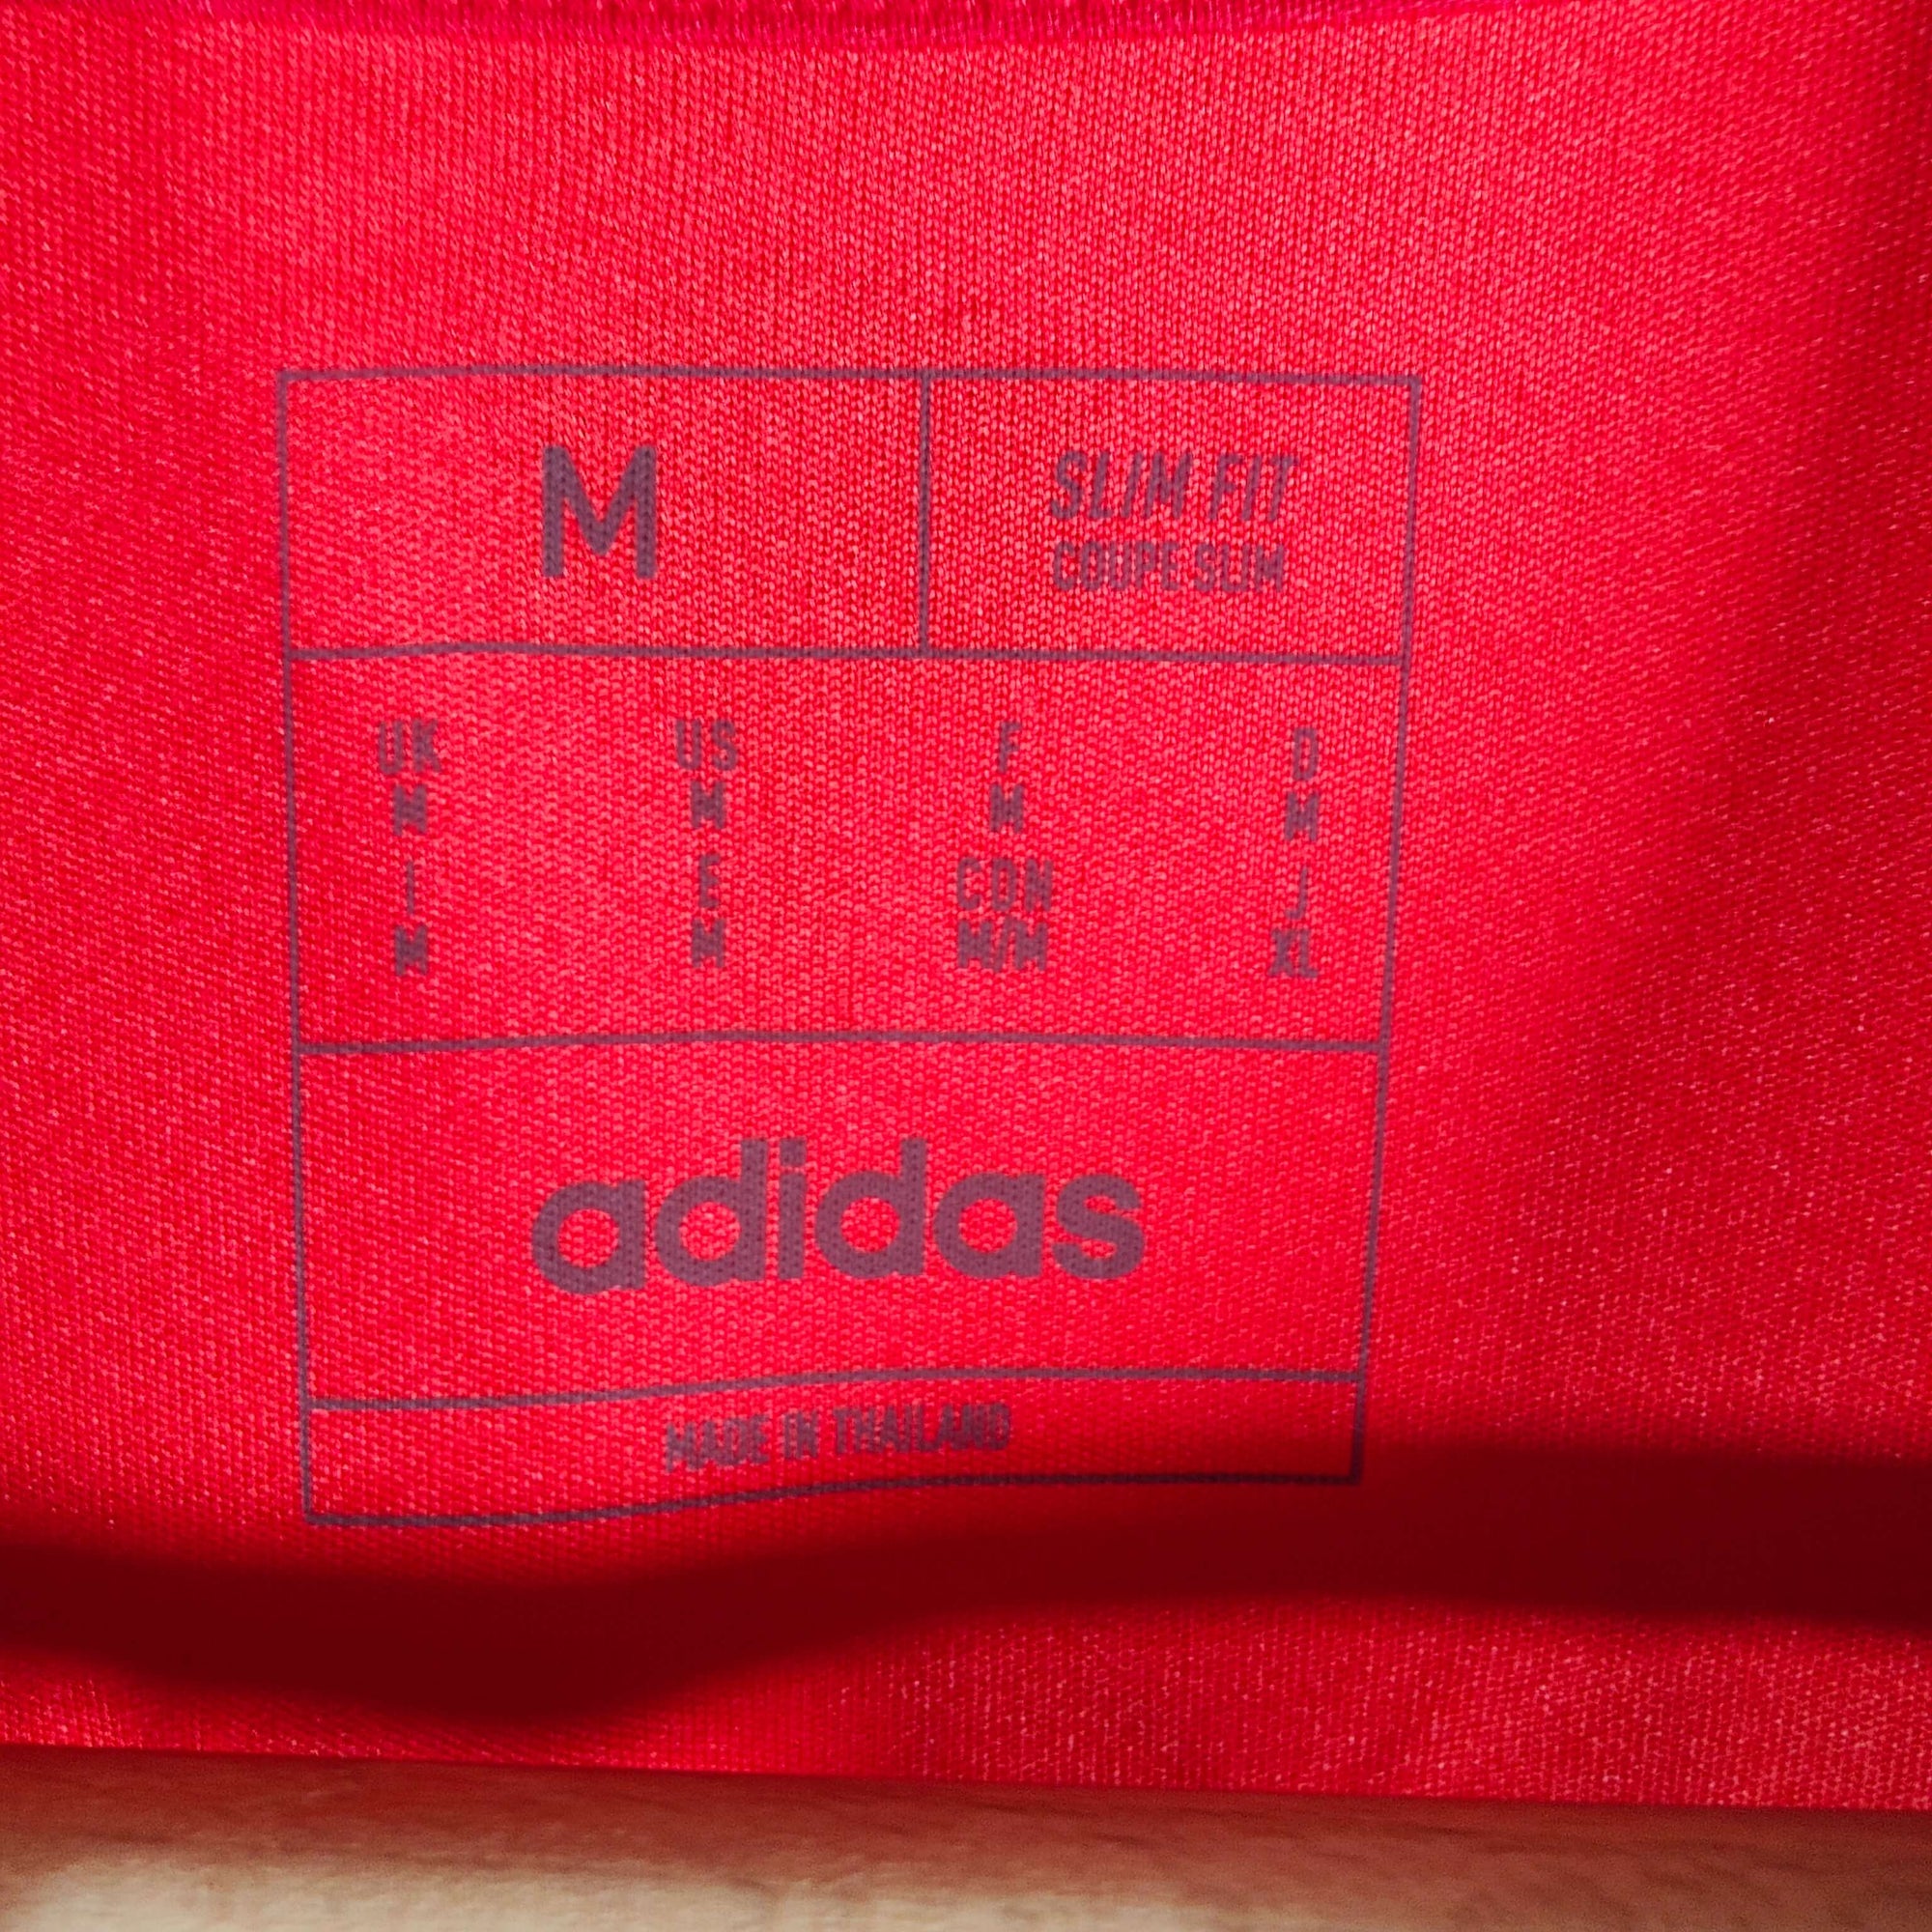 M
SLIM FIT
COUPE SLIM
UK US F D
M M M M
I E CDN J
M M M/M XL
adidas
MADE IN THAILAND